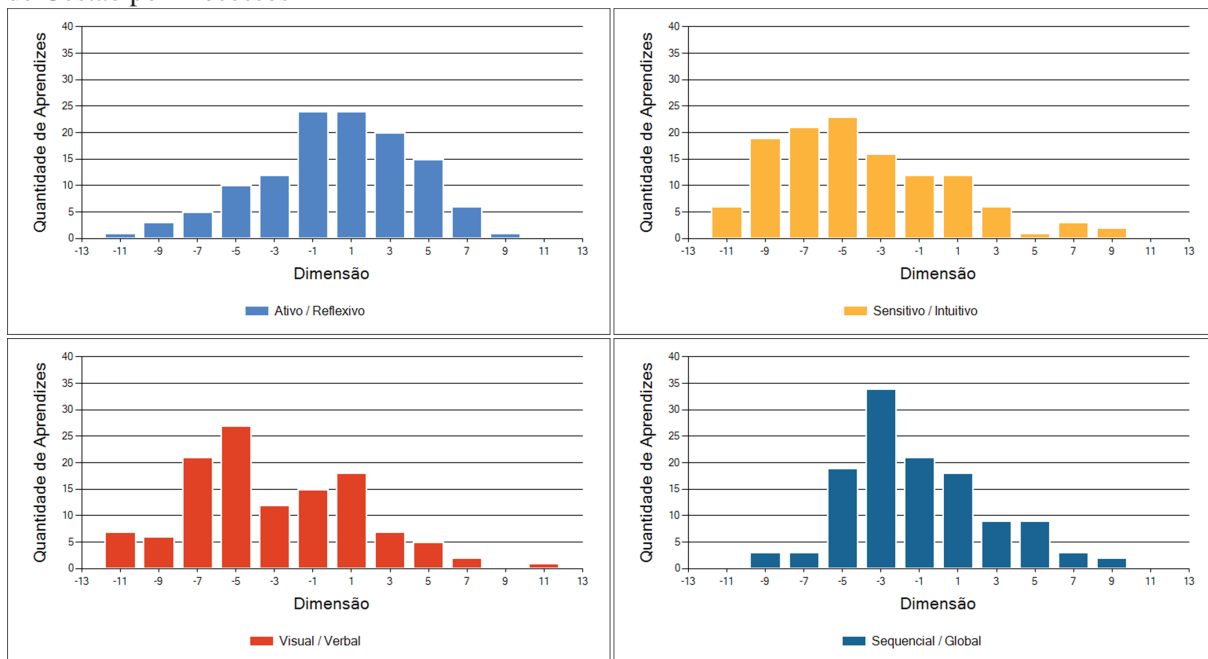 Quantidade de Aprendizes
40
35
30
25
20
15
10
5
0
-13 -11 -9 -7 -5 -3 -1 1 3 5 7 9 11 13
Dimensão
Ativo / Reflexivo
Quantidade de Aprendizes
40
35
30
25
20
15
10
5
0
-13 -11 -9 -7 -5 -3 -1 1 3 5 7 9 11 13
Dimensão
Sensitivo / Intuitivo
Quantidade de Aprendizes
40
35
30
25
20
15
10
5
0
-13 -11 -9 -7 -5 -3 -1 1 3 5 7 9 11 13
Dimensão
Visual / Verbal
Quantidade de Aprendizes
40
35
30
25
20
15
10
5
0
-13 -11 -9 -7 -5 -3 -1 1 3 5 7 9 11 13
Dimensão
Sequencial / Global